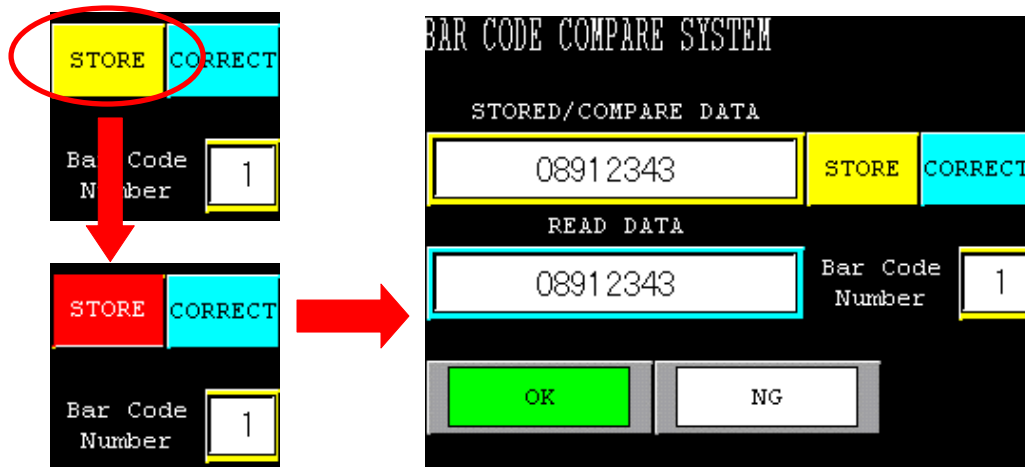 STORE CORRECT
Bar Code
Number 1
STORE CORRECT
Bar Code
Number 1
BAR CODE COMPARE SYSTEM
STORED/COMPARE DATA
08912343 STORE CORRECT
READ DATA
08912343 Bar Code
Number 1
OK NG